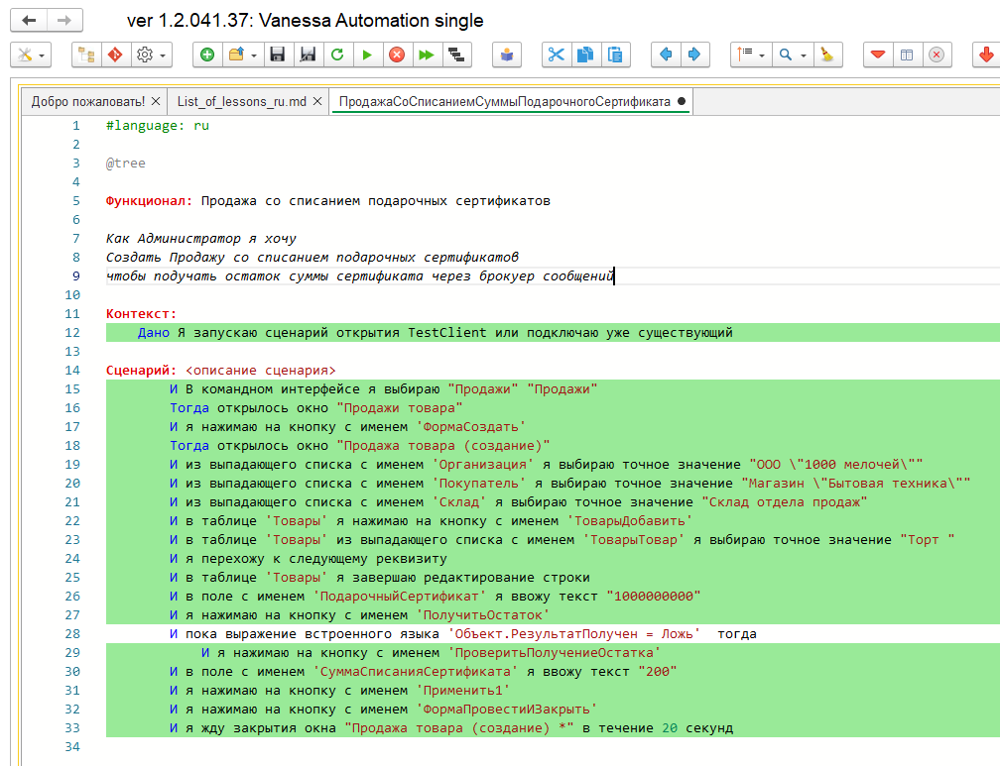 ver 1.2.041.37: Vanessa Automation single
Добро пожаловать! × List_of_lessons_ru.md × ПродажаСоСписаниемСуммыПодарочногоСертификата ●
1 #language: ru
2
3 @tree
4
5 Функционал: Продажа со списанием подарочных сертификатов
6
7 Как Администратор я хочу
8 Создать Продажу со списанием подарочных сертификатов
9 чтобы подучать остаток суммы сертификата через брокуер сообщений
10
11 Контекст:
12 Дано Я запускаю сценарий открытия TestClient или подключаю уже существующий
13
14 Сценарий: <описание сценария>
15 И В командном интерфейсе я выбираю "Продажи" "Продажи"
16 Тогда открылось окно "Продажи товара"
17 И я нажимаю на кнопку с именем 'ФормаСоздать'
18 Тогда открылось окно "Продажа товара (создание)"
19 И из выпадающего списка с именем 'Организация' я выбираю точное значение "ООО \"1000 мелочей\""
20 И из выпадающего списка с именем 'Покупатель' я выбираю точное значение "Магазин \"Бытовая техника\""
21 И из выпадающего списка с именем 'Склад' я выбираю точное значение "Склад отдела продаж"
22 И в таблице 'Товары' я нажимаю на кнопку с именем 'ТоварыДобавить'
23 И в таблице 'Товары' из выпадающего списка с именем 'ТоварыТовар' я выбираю точное значение "Торт "
24 И я перехожу к следующему реквизиту
25 И в таблице 'Товары' я завершаю редактирование строки
26 И в поле с именем 'ПодарочныйСертификат' я ввожу текст "1000000000"
27 И я нажимаю на кнопку с именем 'ПолучитьОстаток'
28 И пока выражение встроенного языка 'Объект.РезультатПолучен = Ложь'  тогда
29 И я нажимаю на кнопку с именем 'ПроверитьПолучениеОстатка'
30 И в поле с именем 'СуммаСписанияСертификата' я ввожу текст "200"
31 И я нажимаю на кнопку с именем 'Применить1'
32 И я нажимаю на кнопку с именем 'ФормаПровестиИЗакрыть'
33 И я жду закрытия окна "Продажа товара (создание) *" в течение 20 секунд
34